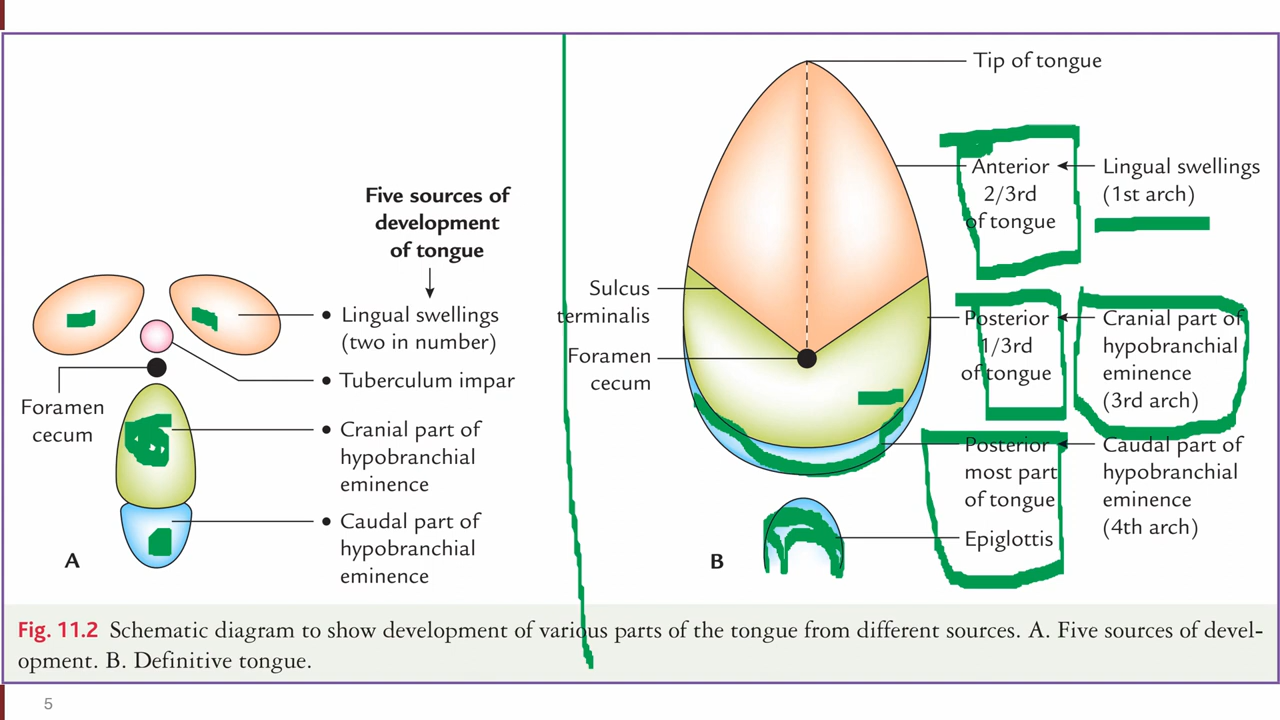 Five sources of
development
of tongue
• Lingual swellings
(two in number)
• Tuberculum impar
Foramen
cecum
• Cranial part of
hypobranchial
eminence
• Caudal part of
hypobranchial
eminence
A
Tip of tongue
Anterior
2/3rd
of tongue
Lingual swellings
(1st arch)
Sulcus
terminalis
Foramen
cecum
Posterior
1/3rd
of tongue
Cranial part of
hypobranchial
eminence
(3rd arch)
Posterior
most part
of tongue
Caudal part of
hypobranchial
eminence
(4th arch)
Epiglottis
B
Fig. 11.2 Schematic diagram to show development of various parts of the tongue from different sources. A. Five sources of devel-
opment. B. Definitive tongue.
5